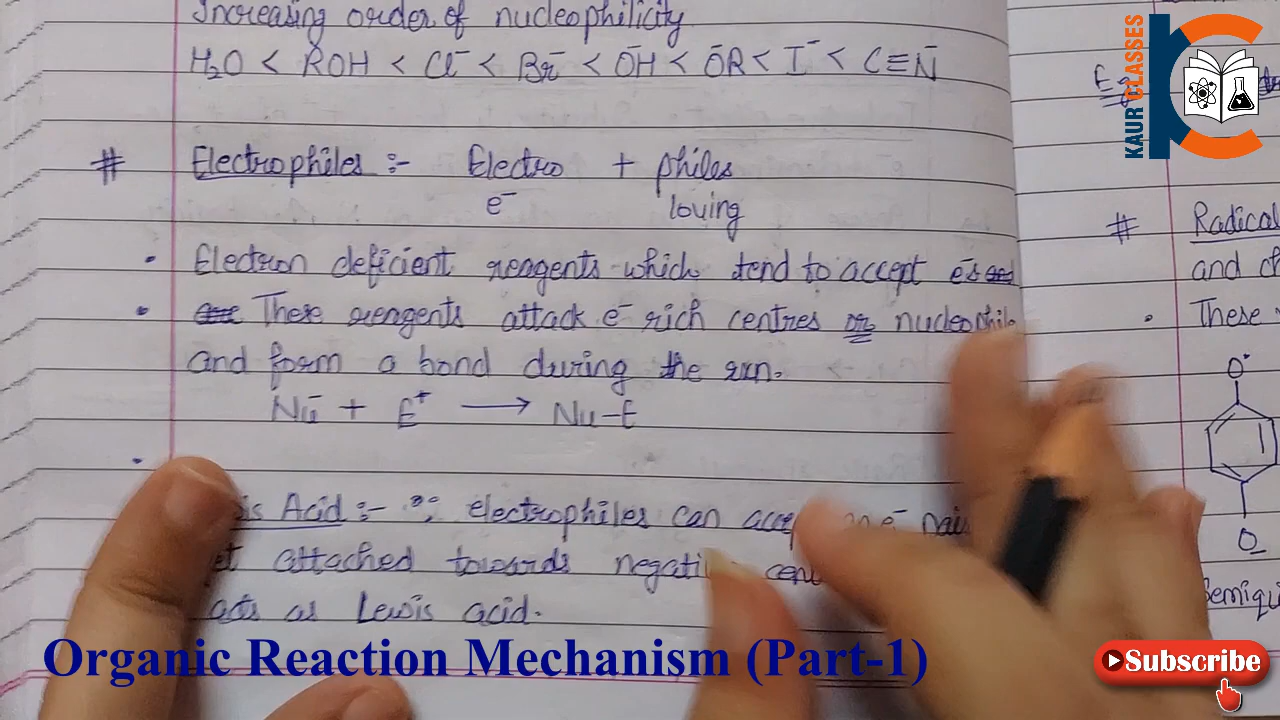 Increasing order of nucleophilicity
H₂O < ROH < Cl⁻ < Br⁻ < ŌH < ŌR < I⁻ < C≡N⁻
# Electrophiles :- Electro + philes
e⁻ loving
• Electron deficient reagents which tend to accept e⁻s
• These reagents attack e⁻ rich centres or nucleophile
and form a bond during the rxn.
Nu⁻ + E⁺ → Nu-E
Acid :- ∵ electrophiles can e⁻
attached towards
acts as Lewis acid.
# Radical
and
• These
O•
O
KAUR CLASSES
Organic Reaction Mechanism (Part-1)
Subscribe